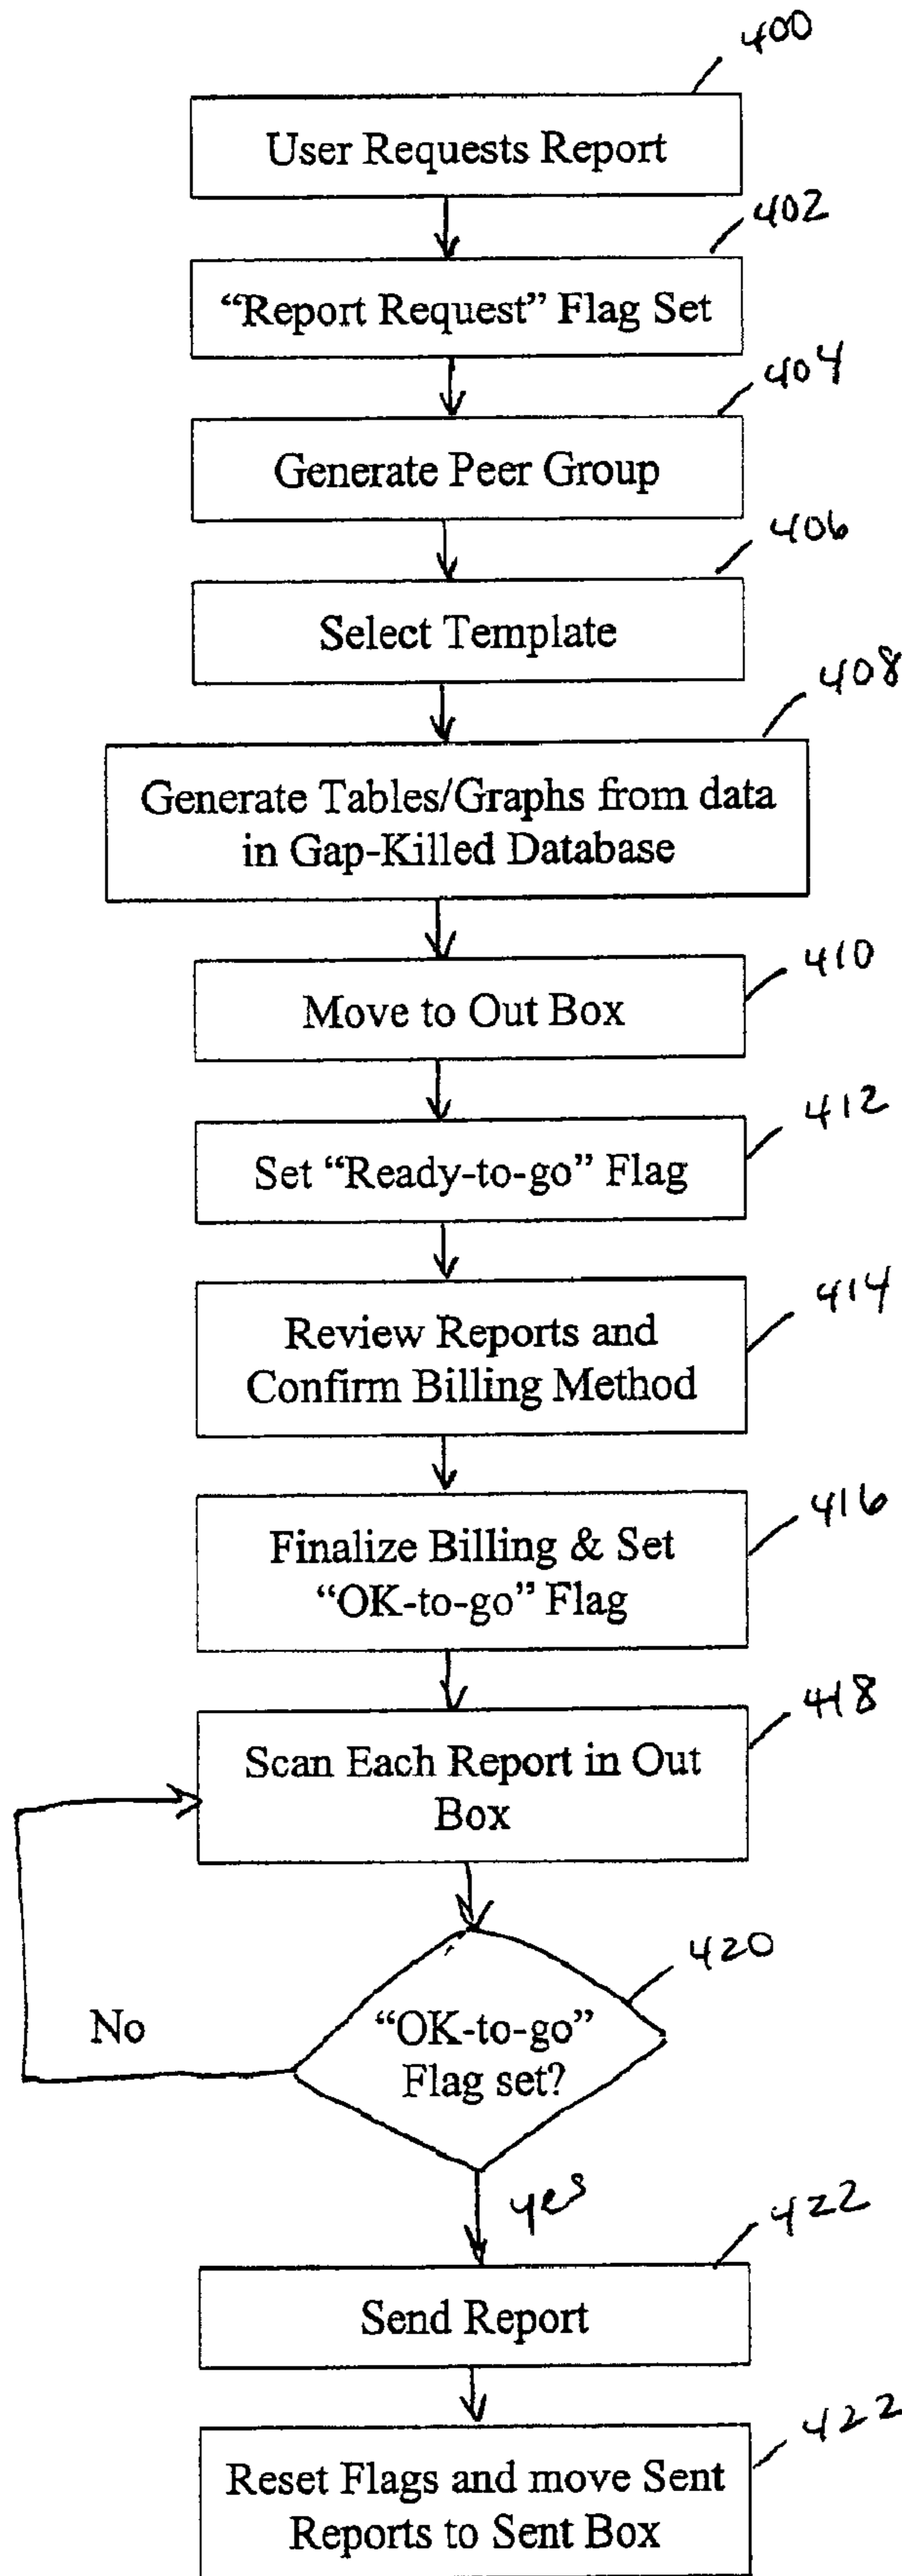 400
User Requests Report
402
“Report Request” Flag Set
404
Generate Peer Group
406
Select Template
408
Generate Tables/Graphs from data
in Gap-Killed Database
410
Move to Out Box
412
Set “Ready-to-go” Flag
414
Review Reports and
Confirm Billing Method
416
Finalize Billing & Set
“OK-to-go” Flag
418
Scan Each Report in Out
Box
420
No
“OK-to-go”
Flag set?
yes
422
Send Report
422
Reset Flags and move Sent
Reports to Sent Box